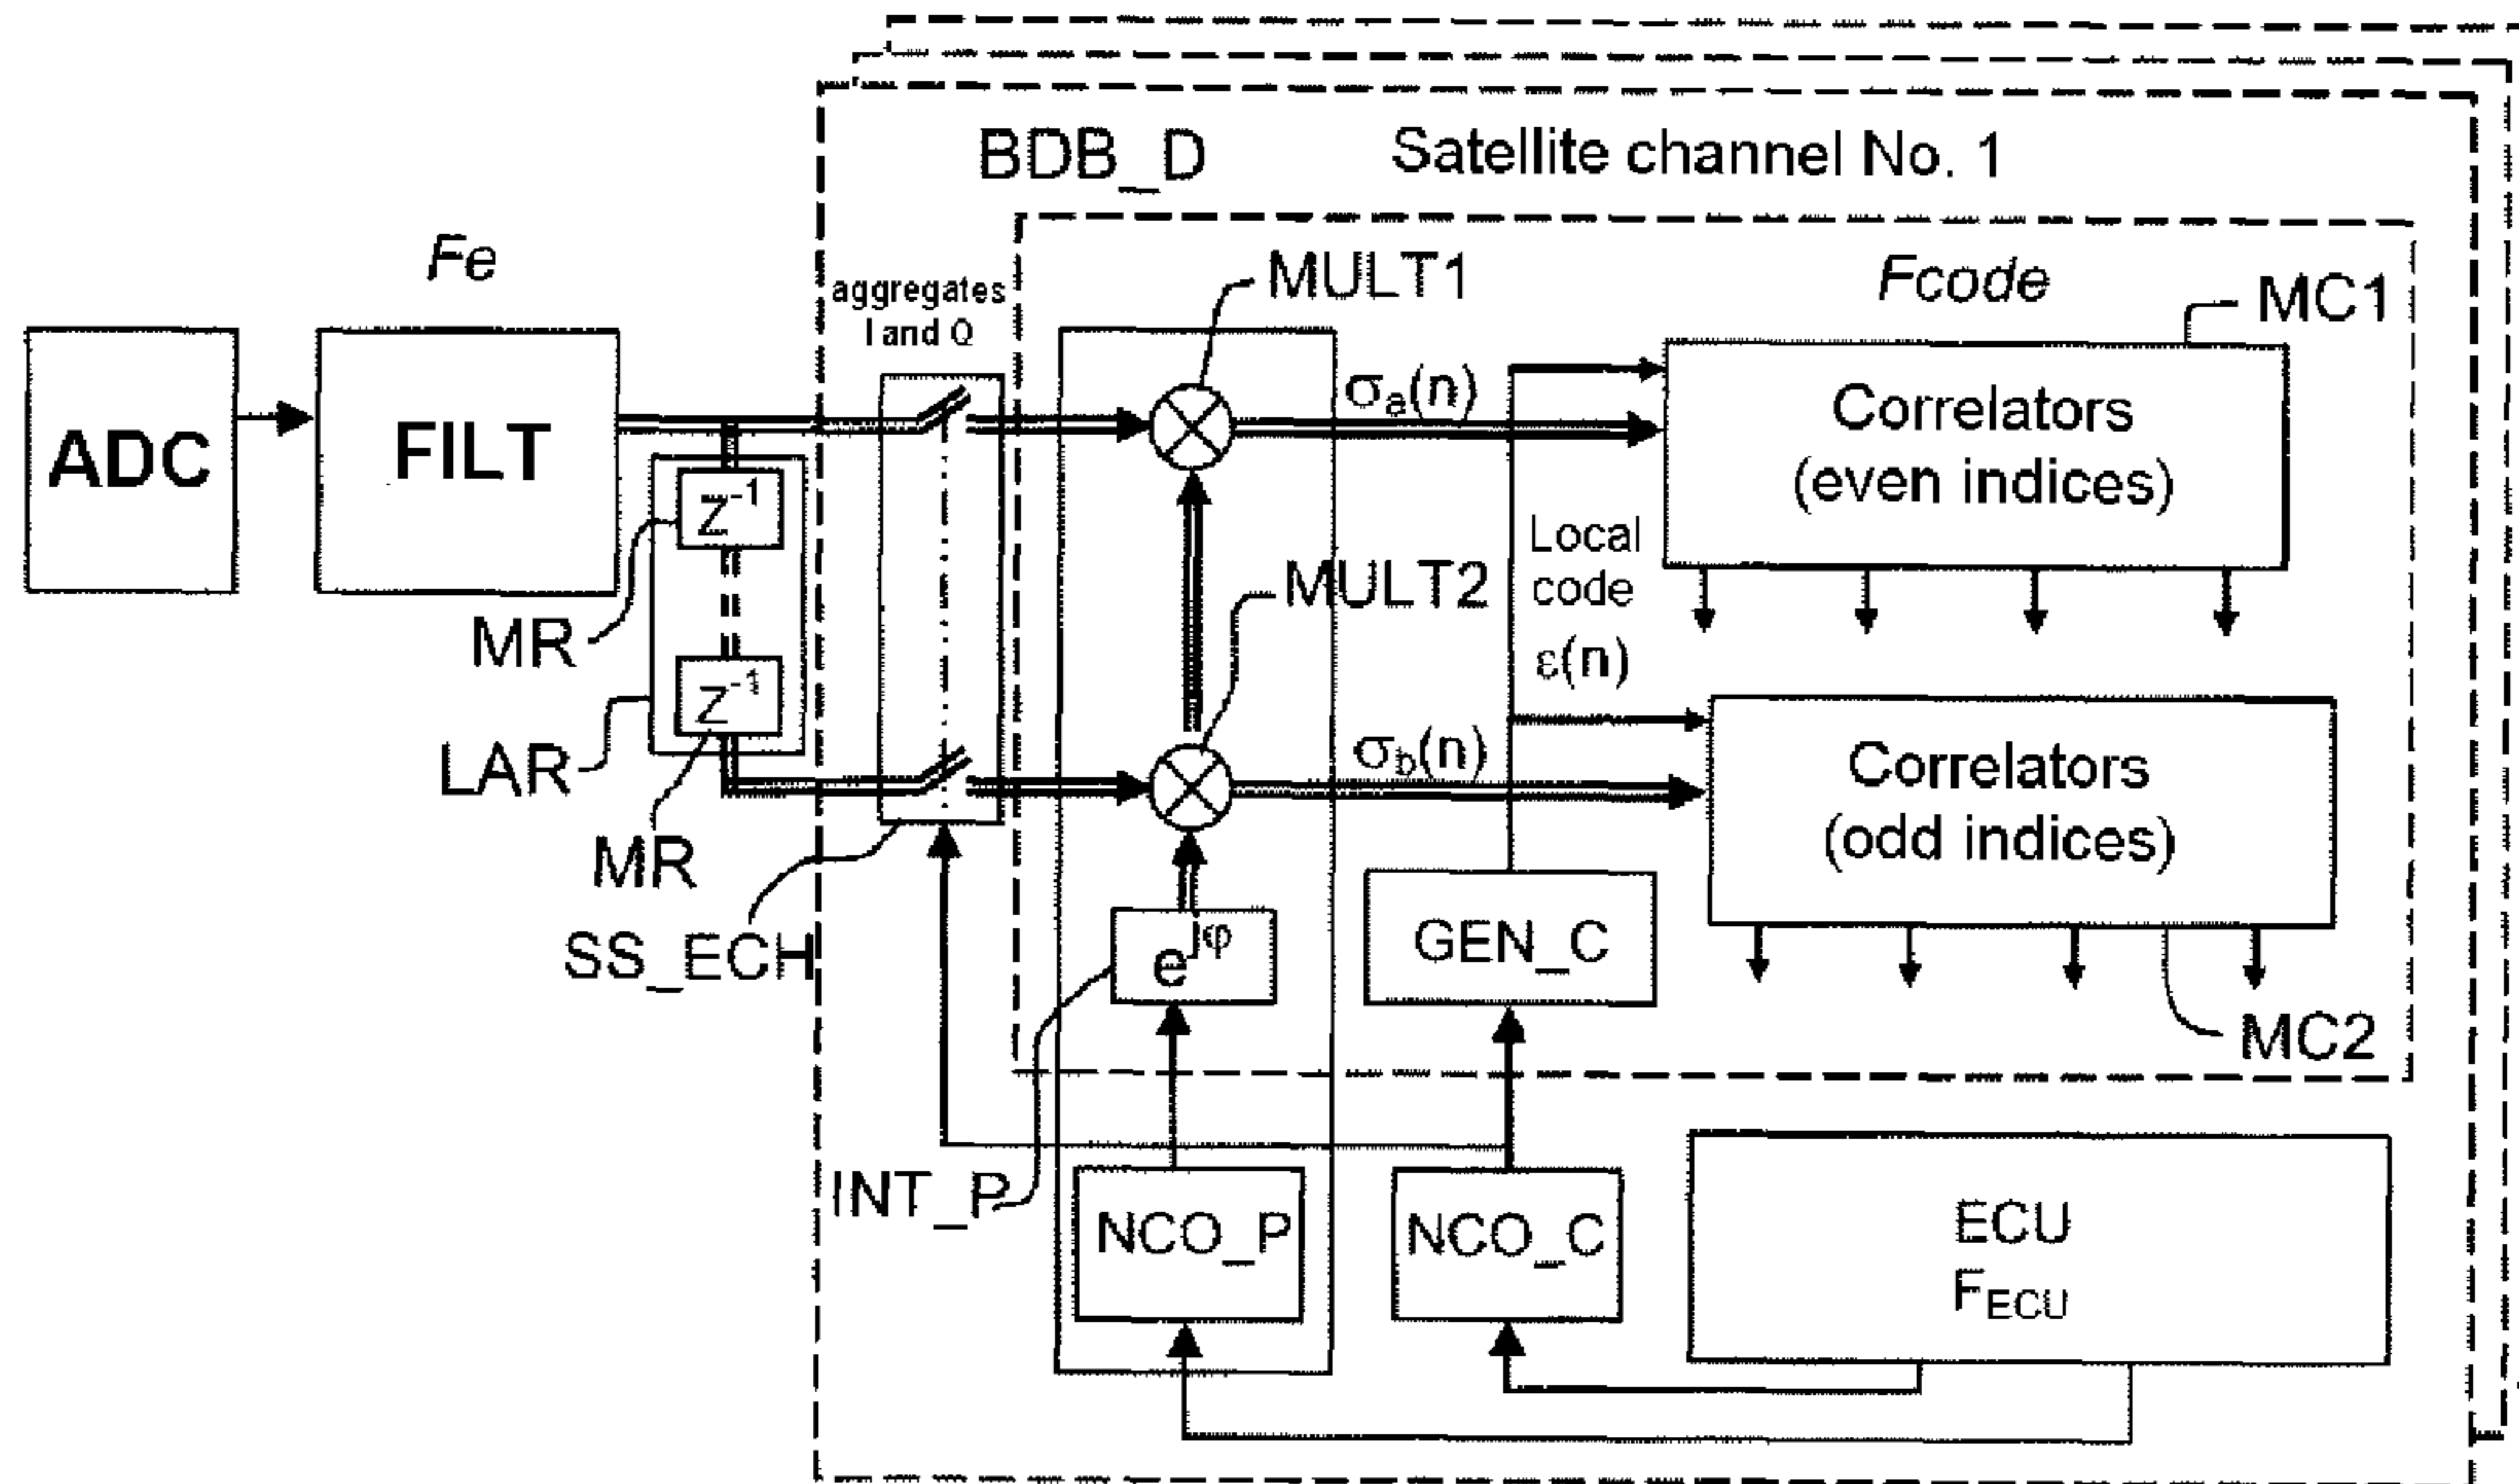 BDB_D
Satellite channel No. 1
Fe
aggregates
I and Q
MULT1
Fcode
MC1
ADC
FILT
Z-1
MR
Z-1
LAR
MR
SS_ECH
σa(n)
Correlators
(even indices)
Local
code
ε(n)
MULT2
σb(n)
Correlators
(odd indices)
ejφ
GEN_C
MC2
INT_P
NCO_P
NCO_C
ECU
FECU